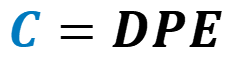 C = DPE